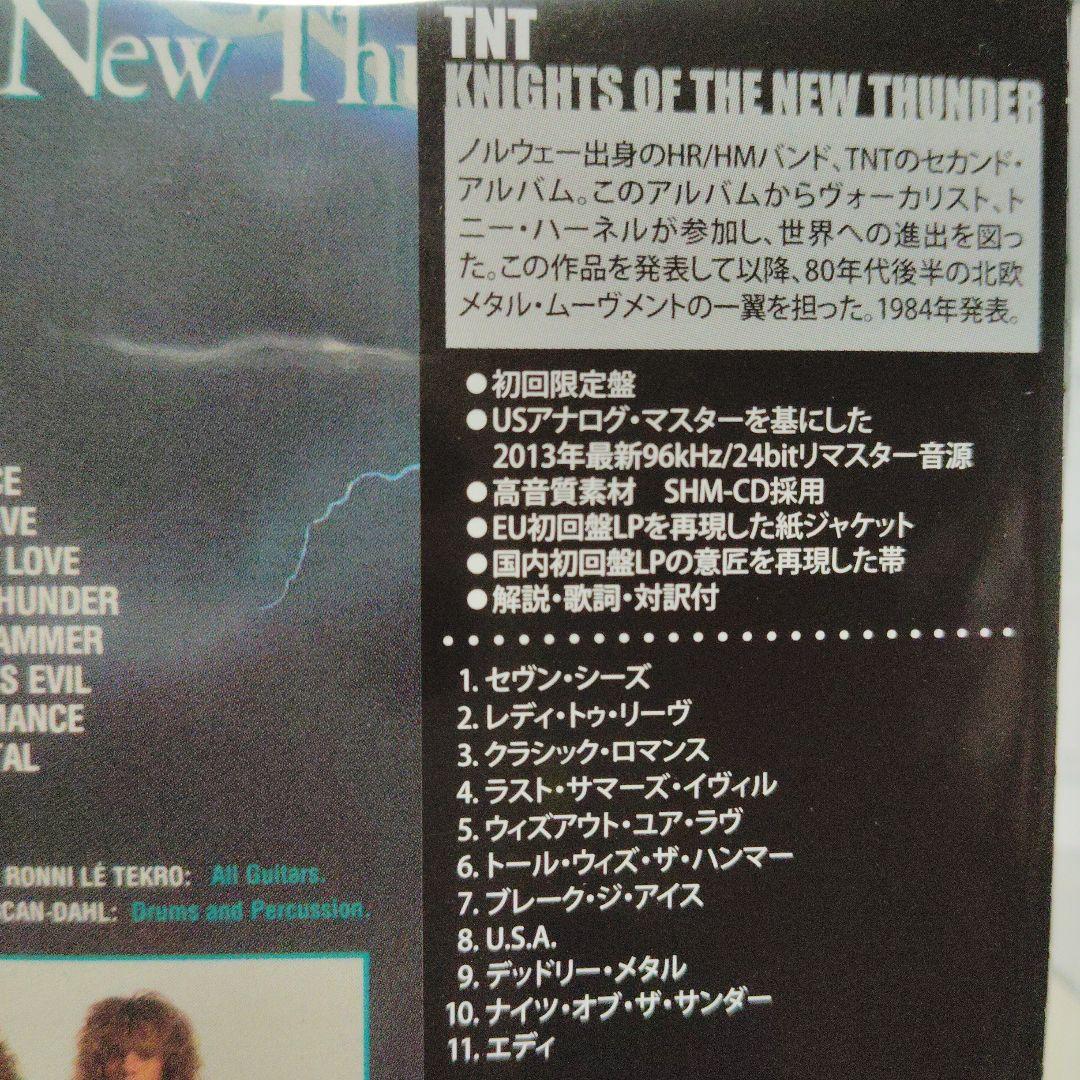 New Thu
CE
AVE
LOVE
HUNDER
AMMER
S EVIL
MANCE
TAL
RONNI LÉ TEKRO: All Guitars.
CAN-DAHL: Drums and Percussion.
TNT
KNIGHTS OF THE NEW THUNDER
ノルウェー出身のHR/HMバンド、TNTのセカンド・
アルバム。このアルバムからヴォーカリスト、ト
ニー・ハーネルが参加し、世界への進出を図っ
た。この作品を発表して以降、80年代後半の北欧
メタル・ムーヴメントの一翼を担った。1984年発表。
●初回限定盤
●USアナログ・マスターを基にした
2013年最新96kHz/24bitリマスター音源
●高音質素材 SHM-CD採用
●EU初回盤LPを再現した紙ジャケット
●国内初回盤LPの意匠を再現した帯
●解説・歌詞・対訳付
1. セヴン・シーズ
2. レディ・トゥ・リーヴ
3. クラシック・ロマンス
4. ラスト・サマーズ・イヴィル
5. ウィズアウト・ユア・ラヴ
6. トール・ウィズ・ザ・ハンマー
7. ブレーク・ジ・アイス
8. U.S.A.
9. デッドリー・メタル
10. ナイツ・オブ・ザ・サンダー
11. エディ